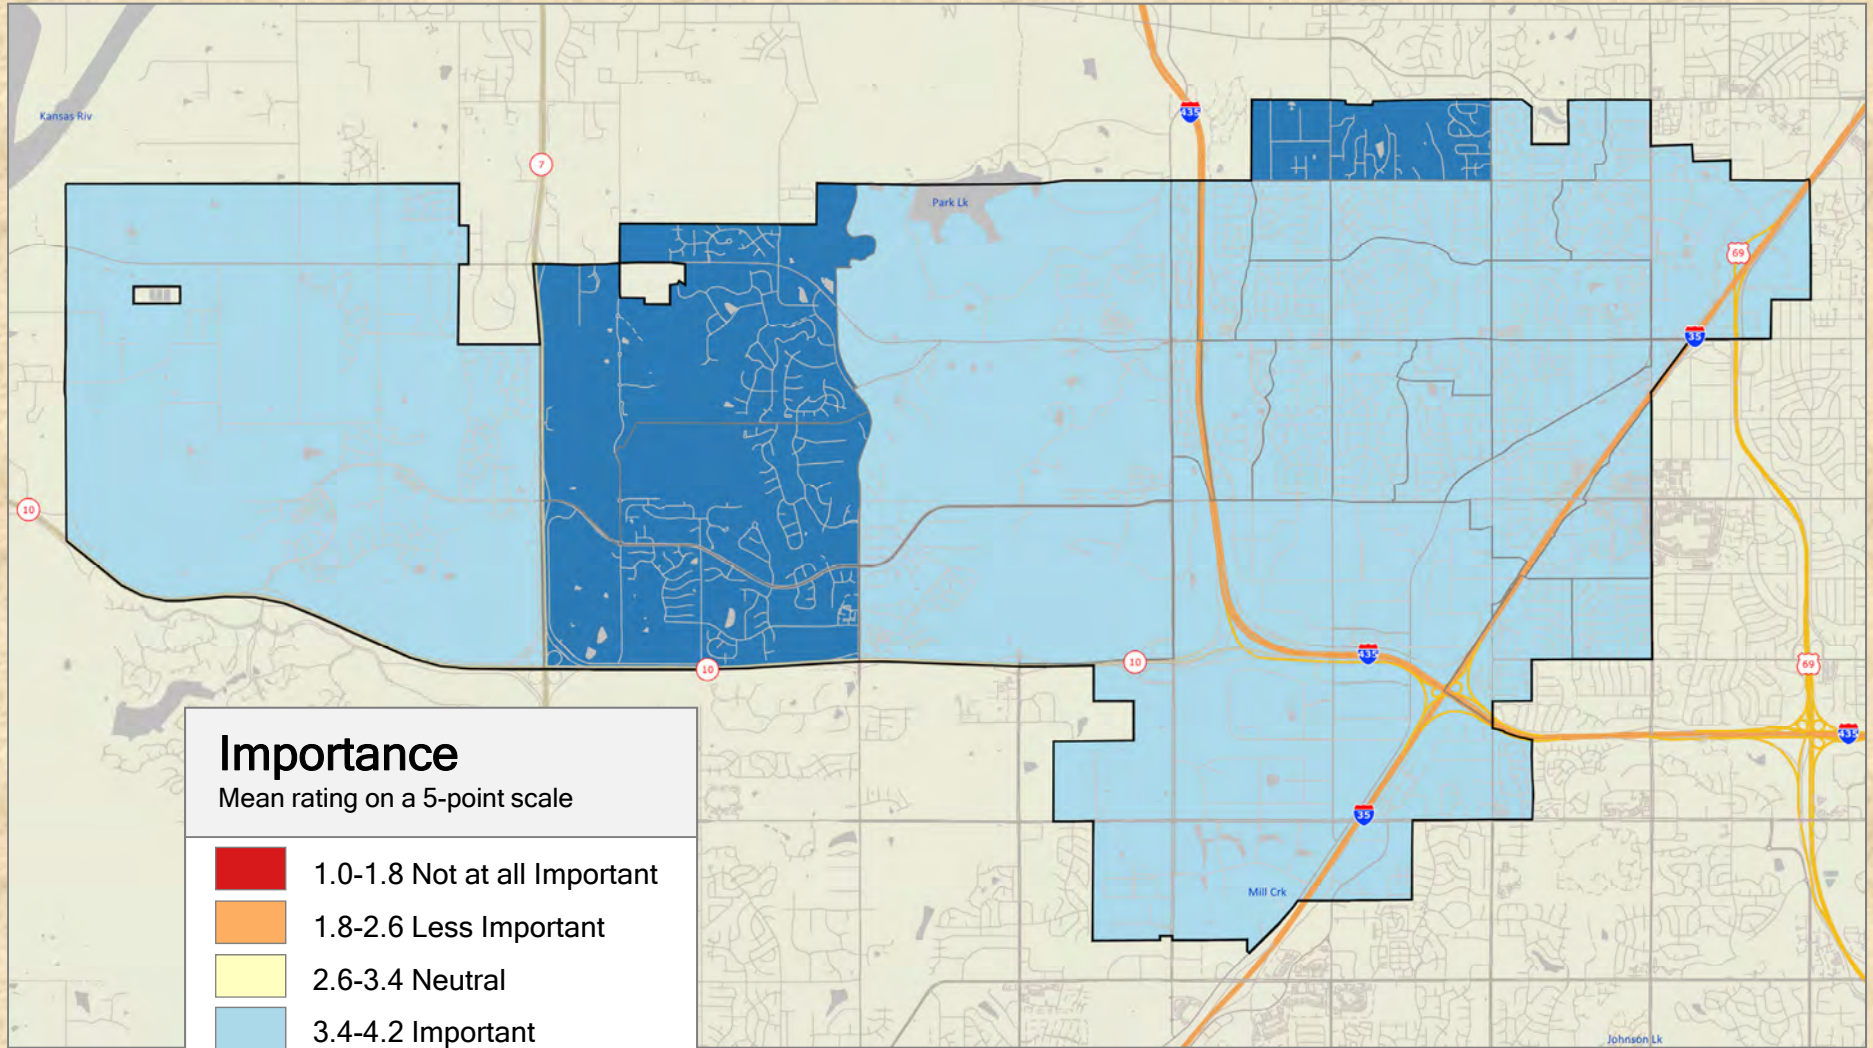 Kansas Riv
435
7
Park Lk
69
35
10
435
69
10
10
435
35
Mill Crk
Johnson Lk
Importance
Mean rating on a 5-point scale
1.0-1.8 Not at all Important
1.8-2.6 Less Important
2.6-3.4 Neutral
3.4-4.2 Important